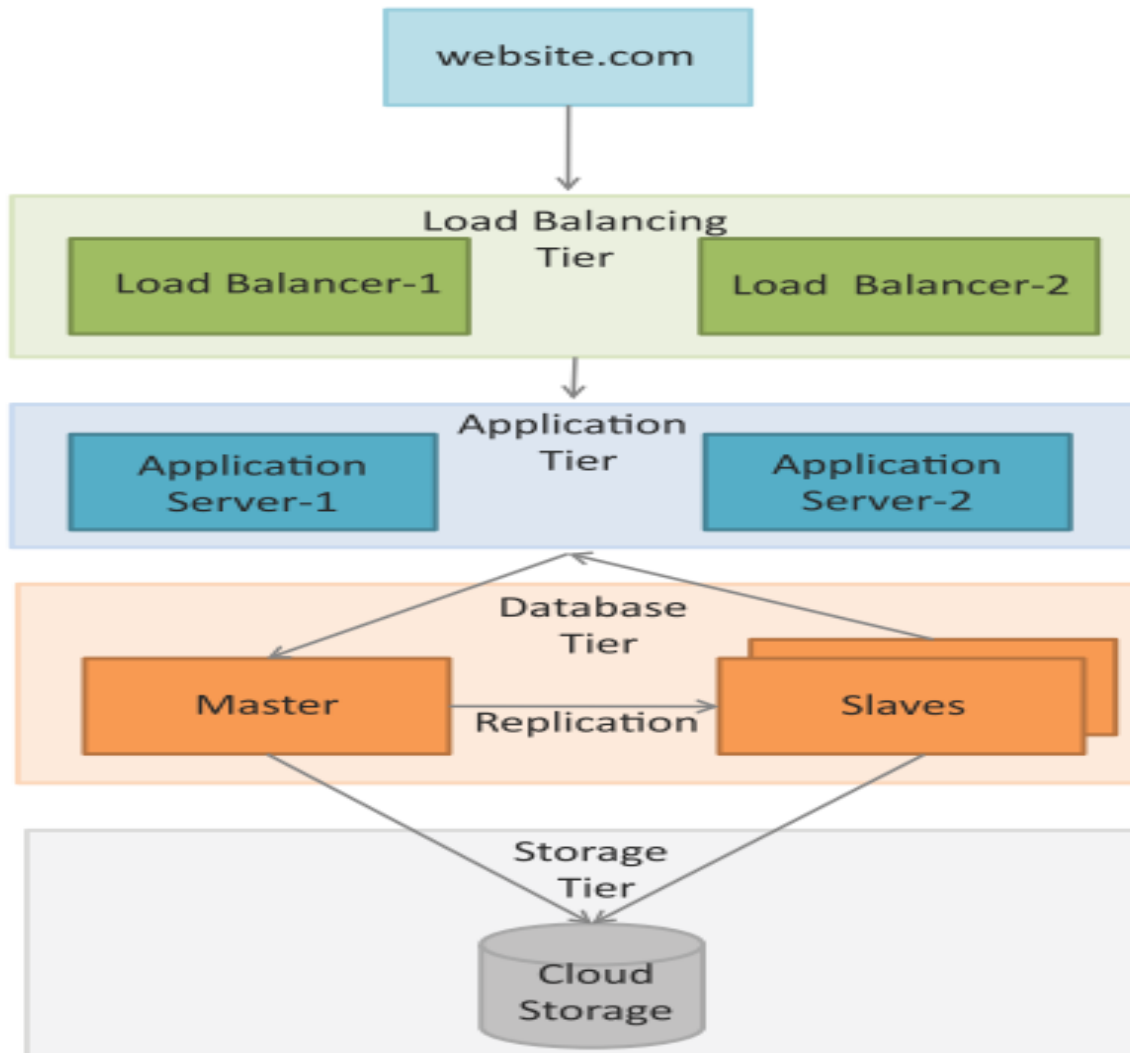 website.com
Load Balancing
Tier
Load Balancer-1
Load Balancer-2
Application
Tier
Application
Server-1
Application
Server-2
Database
Tier
Master
Replication
Slaves
Storage
Tier
Cloud
Storage